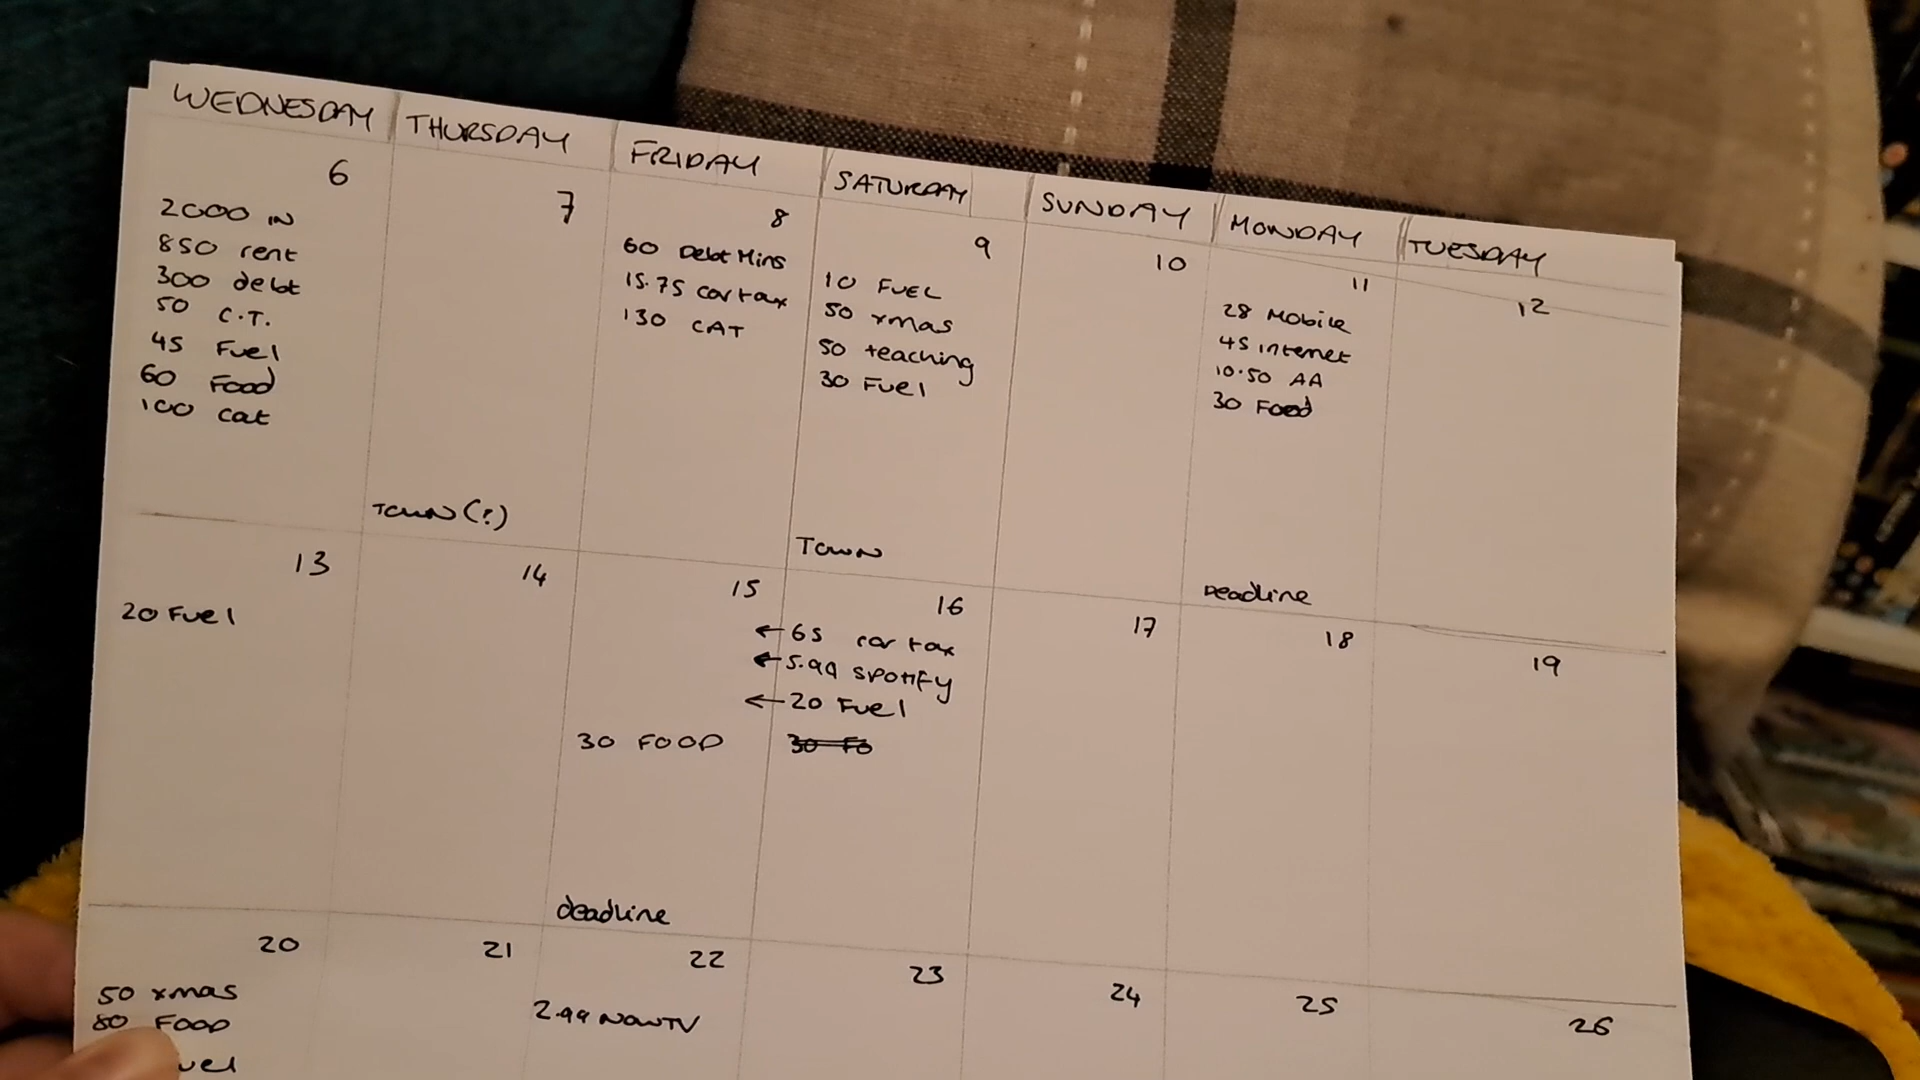 WEDNESDAY
THURSDAY
FRIDAY
SATURDAY
SUNDAY
MONDAY
TUESDAY
6
2000 IN
850 rent
300 debt
50 C.T.
45 Fuel
60 Food
100 cat
7
TOWN (?)
8
60 Debt Mins
15.75 car tax
130 CAT
9
10 FUEL
50 xmas
50 teaching
30 Fuel
TOWN
10
11
28 Mobile
45 internet
10.50 AA
30 Food
Deadline
12
13
20 Fuel
14
15
30 FOOD
deadline
16
←65 car tax
←5.99 SPOTIFY
←20 Fuel
30 FO
17
18
19
20
50 xmas
80 FOOD
21
22
2.99 NOWTV
23
24
25
26